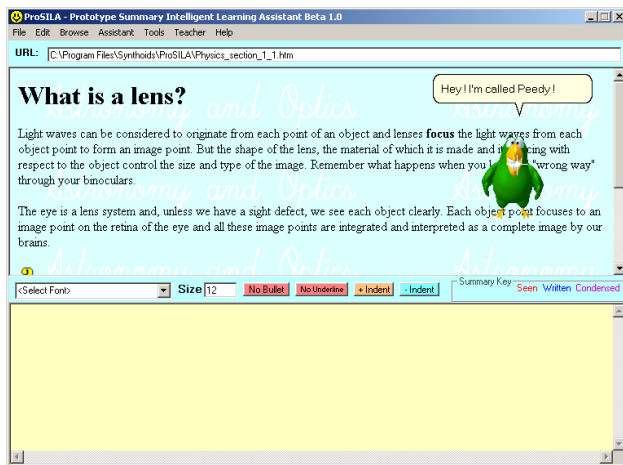 ProSILA - Prototype Summary Intelligent Learning Assistant Beta 1.0
File Edit Browse Assistant Tools Teacher Help
URL: C:\Program Files\Synthoids\ProSILA\Physics_section_1_1.htm
Hey ! I'm called Peedy !
What is a lens?
Astronomy and Optics
Light waves can be considered to originate from each point of an object and lenses focus the light waves from each
object point to form an image point. But the shape of the lens, the material of which it is made and its facing with
respect to the object control the size and type of the image. Remember what happens when you "wrong way"
through your binoculars.
The eye is a lens system and, unless we have a sight defect, we see each object clearly. Each object point focuses to an
image point on the retina of the eye and all these image points are integrated and interpreted as a complete image by our
brains.
<Select Font> Size 12 No Bullet No Underline + Indent - Indent Summary Key Seen Written Condensed